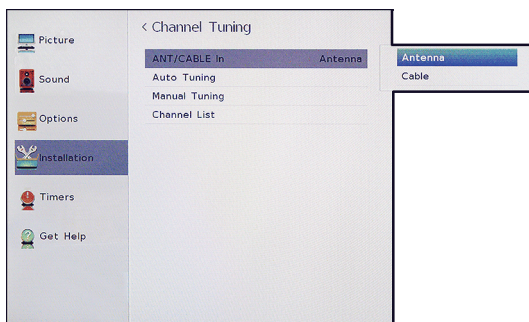 Picture
Sound
Options
Installation
Timers
Get Help
< Channel Tuning
ANT/CABLE In Antenna
Auto Tuning
Manual Tuning
Channel List
Antenna
Cable